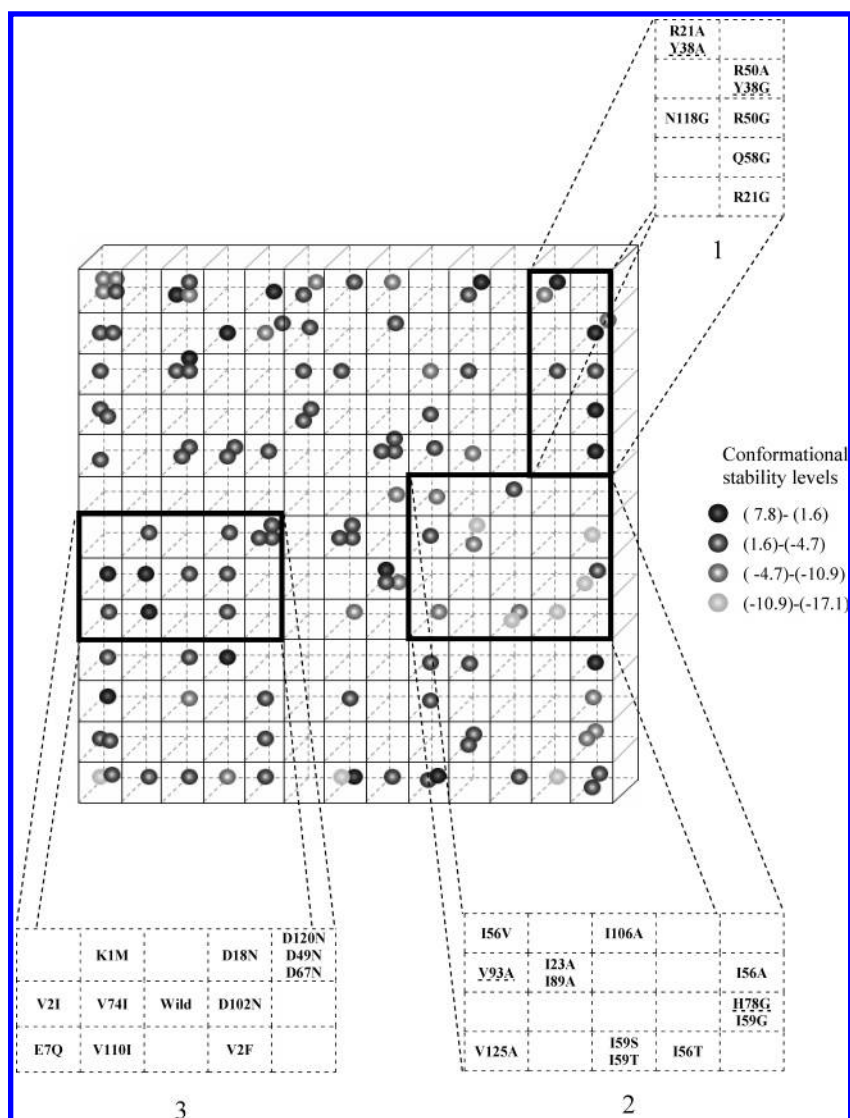 R21A
Y38A
R50A
Y38G
N118G R50G
Q58G
R21G
1
Conformational
stability levels
( 7.8)- (1.6)
(1.6)-(-4.7)
( -4.7)-(-10.9)
(-10.9)-(-17.1)
D120N
K1M D18N D49N
D67N
V2I V74I Wild D102N
E7Q V110I V2F
3
I56V I106A
V93A I23A I56A
I89A
H78G
I59G
V125A I59S I56T
I59T
2